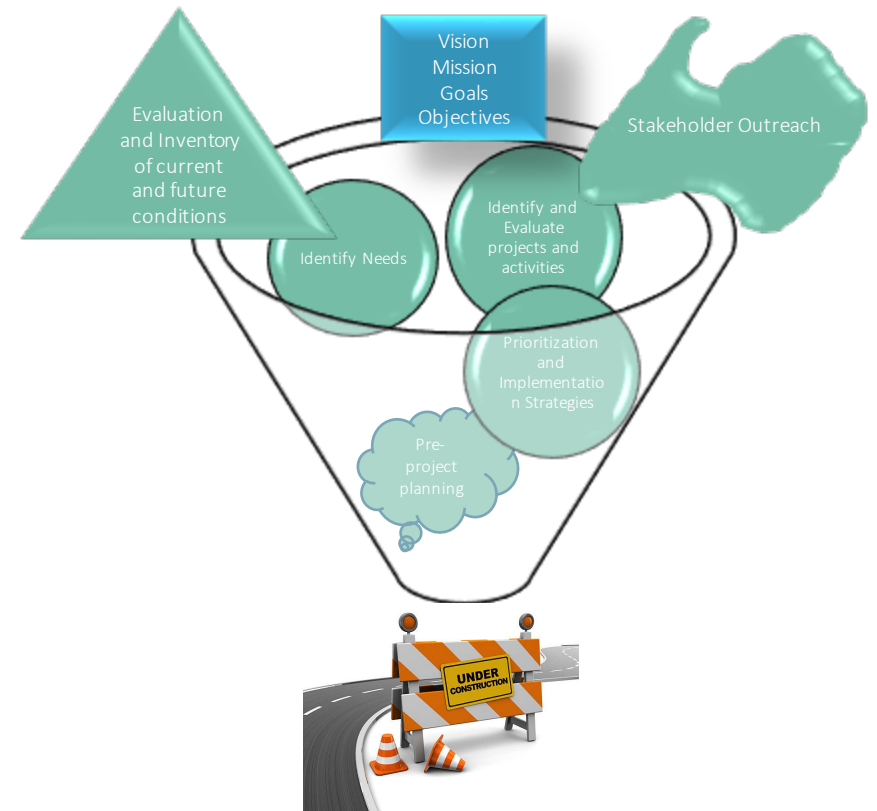 Vision
Mission
Goals
Objectives
Evaluation
and Inventory
of current
and future
conditions
Stakeholder Outreach
Identify Needs
Identify and
Evaluate
projects and
activities
Prioritization
and
Implementatio
n Strategies
Pre-
project
planning
UNDER
CONSTRUCTION